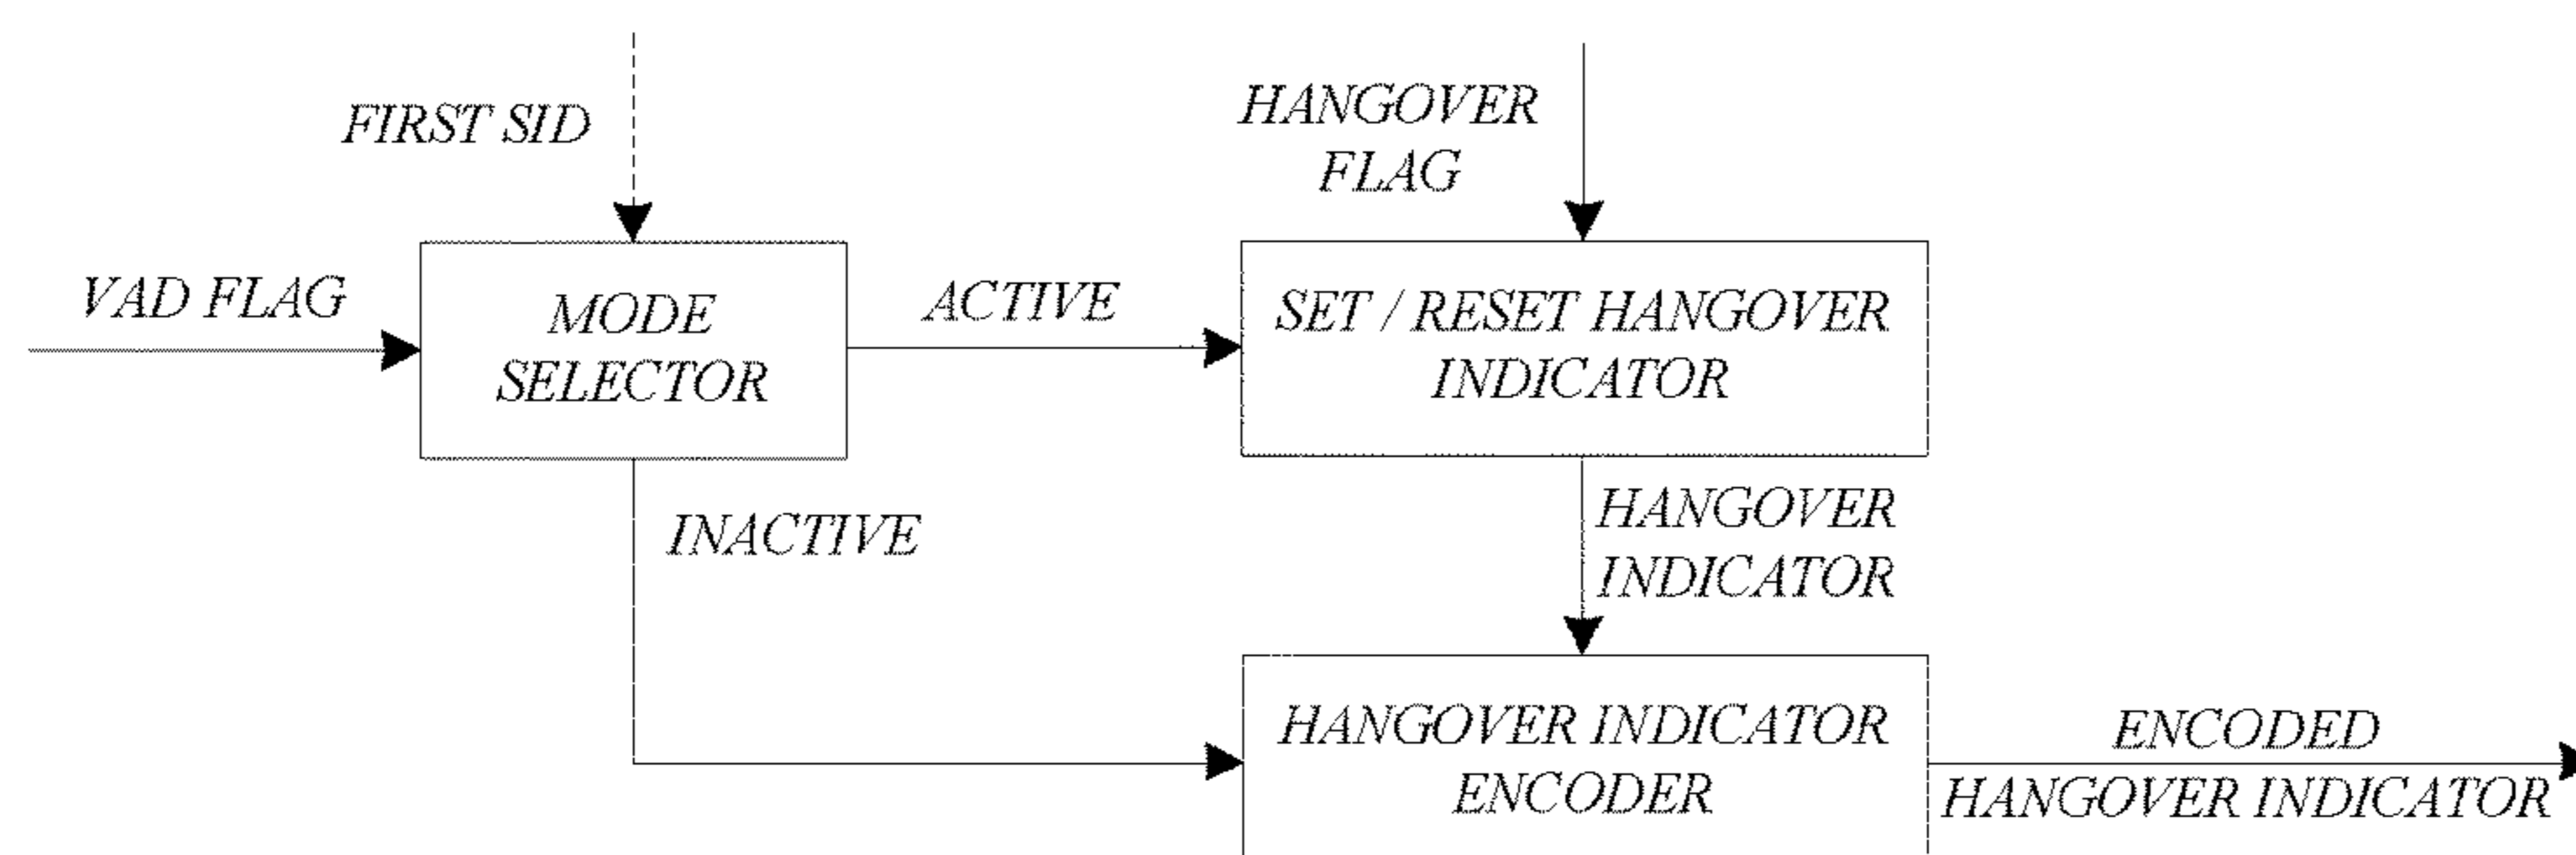 FIRST SID
HANGOVER
FLAG
VAD FLAG
MODE
SELECTOR
ACTIVE
SET / RESET HANGOVER
INDICATOR
INACTIVE
HANGOVER
INDICATOR
HANGOVER INDICATOR
ENCODER
ENCODED
HANGOVER INDICATOR